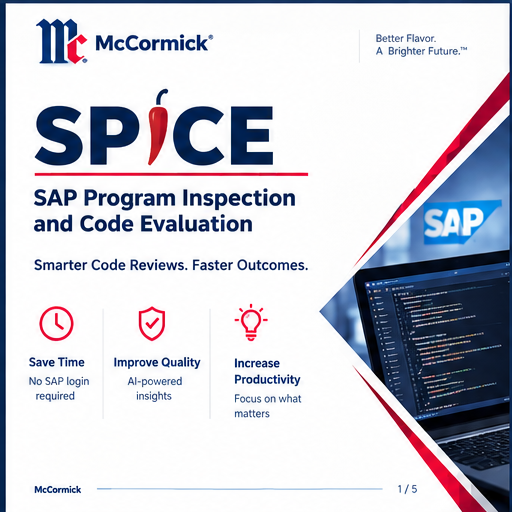 Mc McCormick®
Better Flavor.
A Brighter Future.™
SPICE
SAP Program Inspection
and Code Evaluation
Smarter Code Reviews. Faster Outcomes.
Save Time
No SAP login
required
Improve Quality
AI-powered
insights
Increase
Productivity
Focus on what
matters
SAP
McCormick
1 / 5